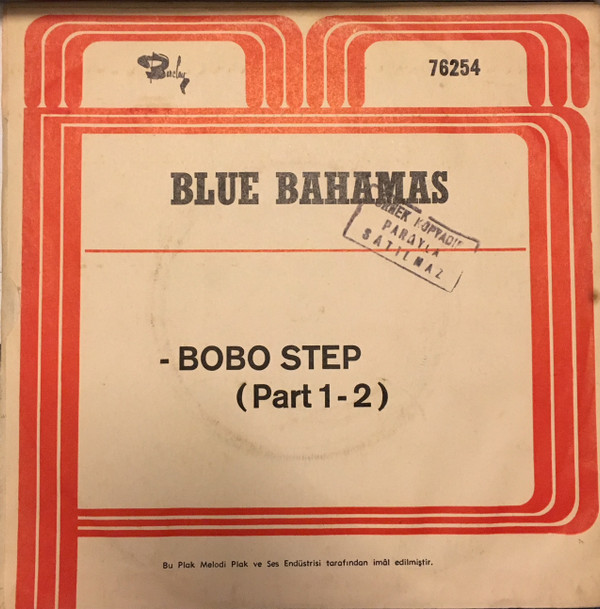 Barclay
76254
BLUE BAHAMAS
ÖRNEK KOPYADIR
PARAYLA
SATILMAZ
- BOBO STEP
(Part 1-2)
Bu Plak Melodi Plak ve Ses Endüstrisi tarafından imâl edilmiştir.